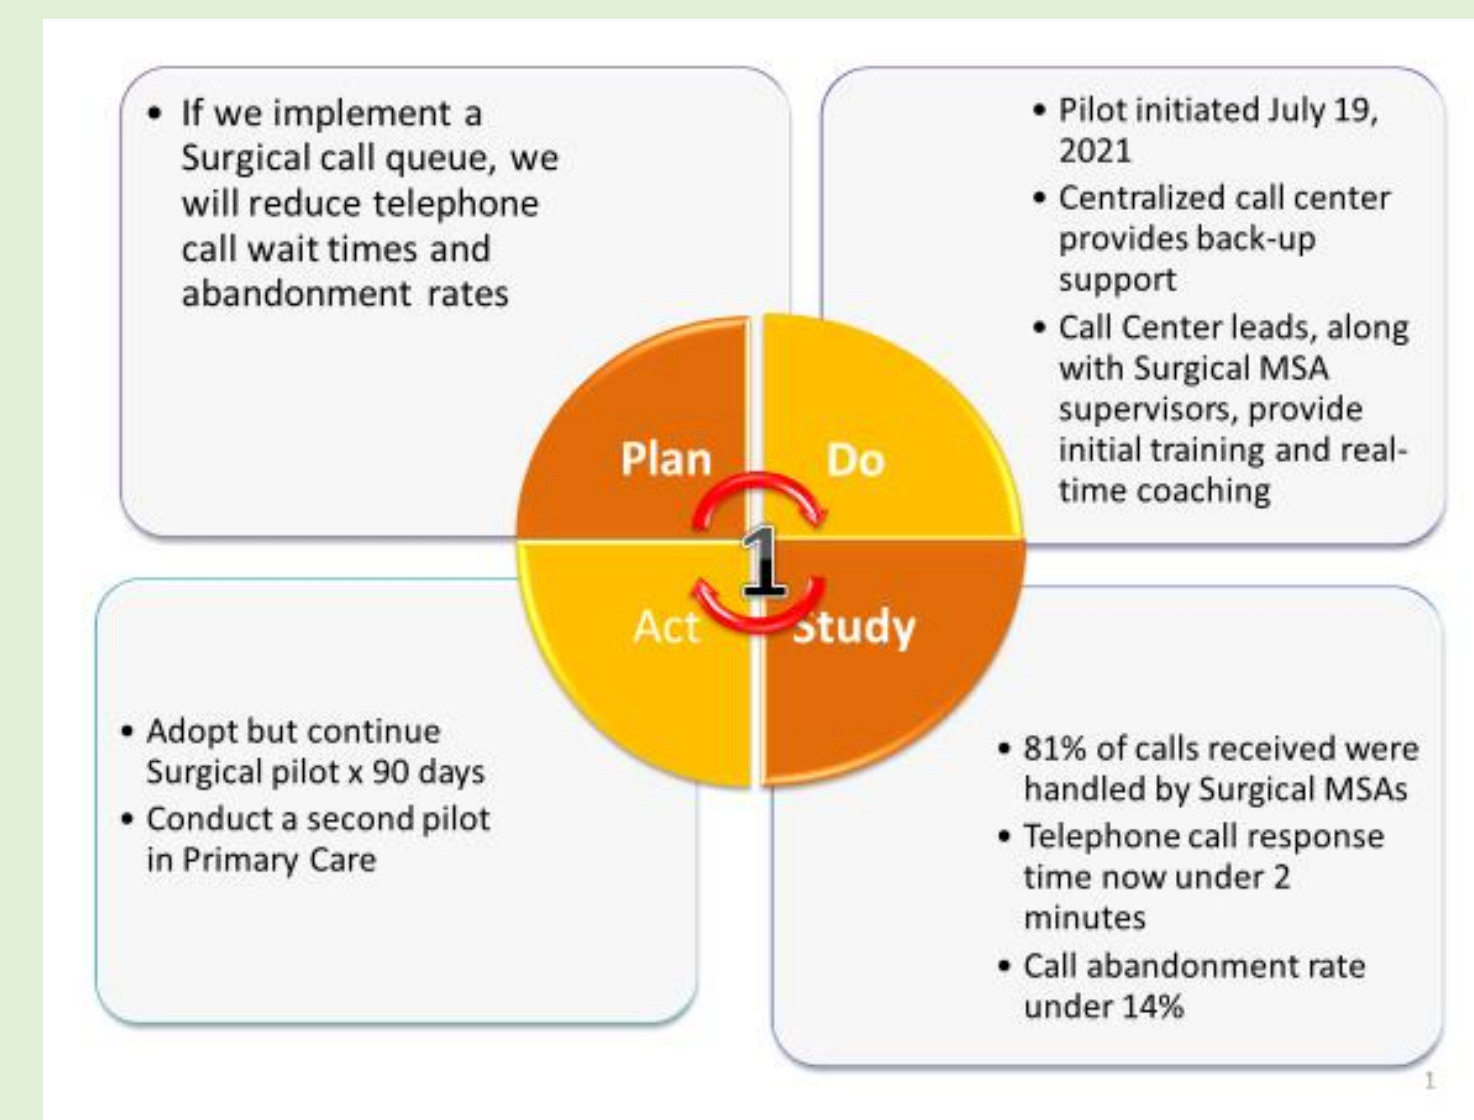 • If we implement a
Surgical call queue, we
will reduce telephone
call wait times and
abandonment rates
• Pilot initiated July 19,
2021
• Centralized call center
provides back-up
support
• Call Center leads, along
with Surgical MSA
supervisors, provide
initial training and real-
time coaching
Plan
Do
1
Act
Study
• Adopt but continue
Surgical pilot x 90 days
• Conduct a second pilot
in Primary Care
• 81% of calls received were
handled by Surgical MSAs
• Telephone call response
time now under 2
minutes
• Call abandonment rate
under 14%
1